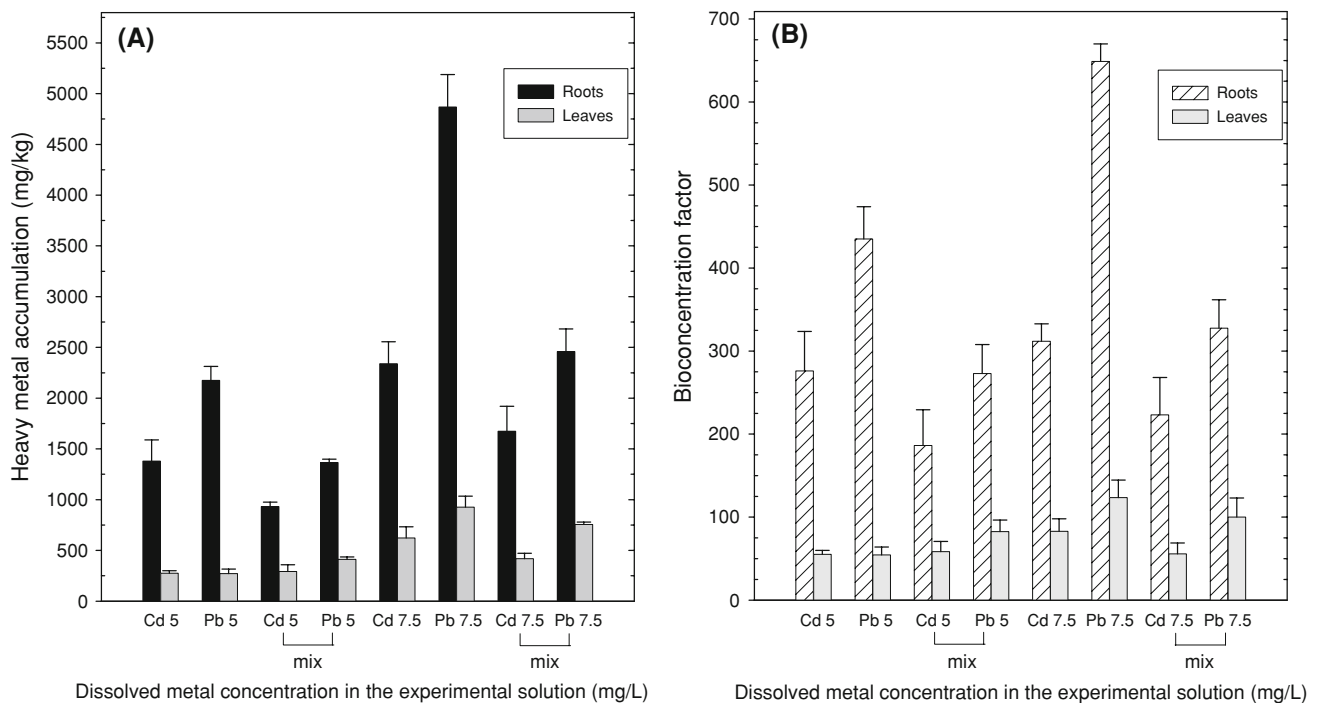 (A)
Heavy metal accumulation (mg/kg)
5500
5000
4500
4000
3500
3000
2500
2000
1500
1000
500
0
Roots
Leaves
Cd 5 Pb 5 Cd 5 Pb 5 Cd 7.5 Pb 7.5 Cd 7.5 Pb 7.5
mix mix
Dissolved metal concentration in the experimental solution (mg/L)
(B)
Bioconcentration factor
700
600
500
400
300
200
100
0
Roots
Leaves
Cd 5 Pb 5 Cd 5 Pb 5 Cd 7.5 Pb 7.5 Cd 7.5 Pb 7.5
mix mix
Dissolved metal concentration in the experimental solution (mg/L)